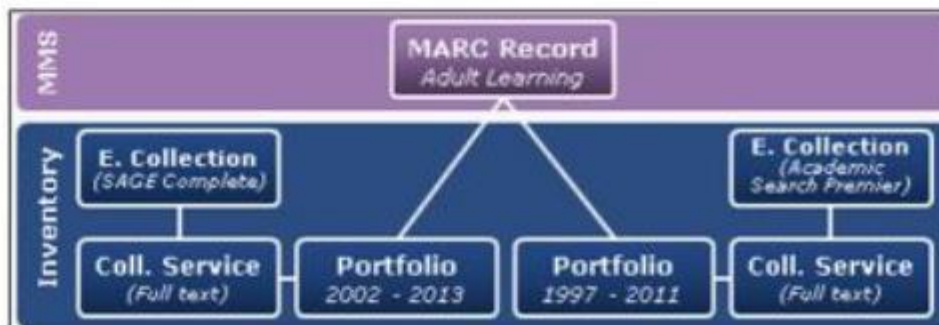 MMS
MARC Record
Adult Learning
Inventory
E. Collection
(SAGE Complete)
E. Collection
(Academic
Search Premier)
Coll. Service
(Full text)
Portfolio
2002 - 2013
Portfolio
1997 - 2011
Coll. Service
(Full text)